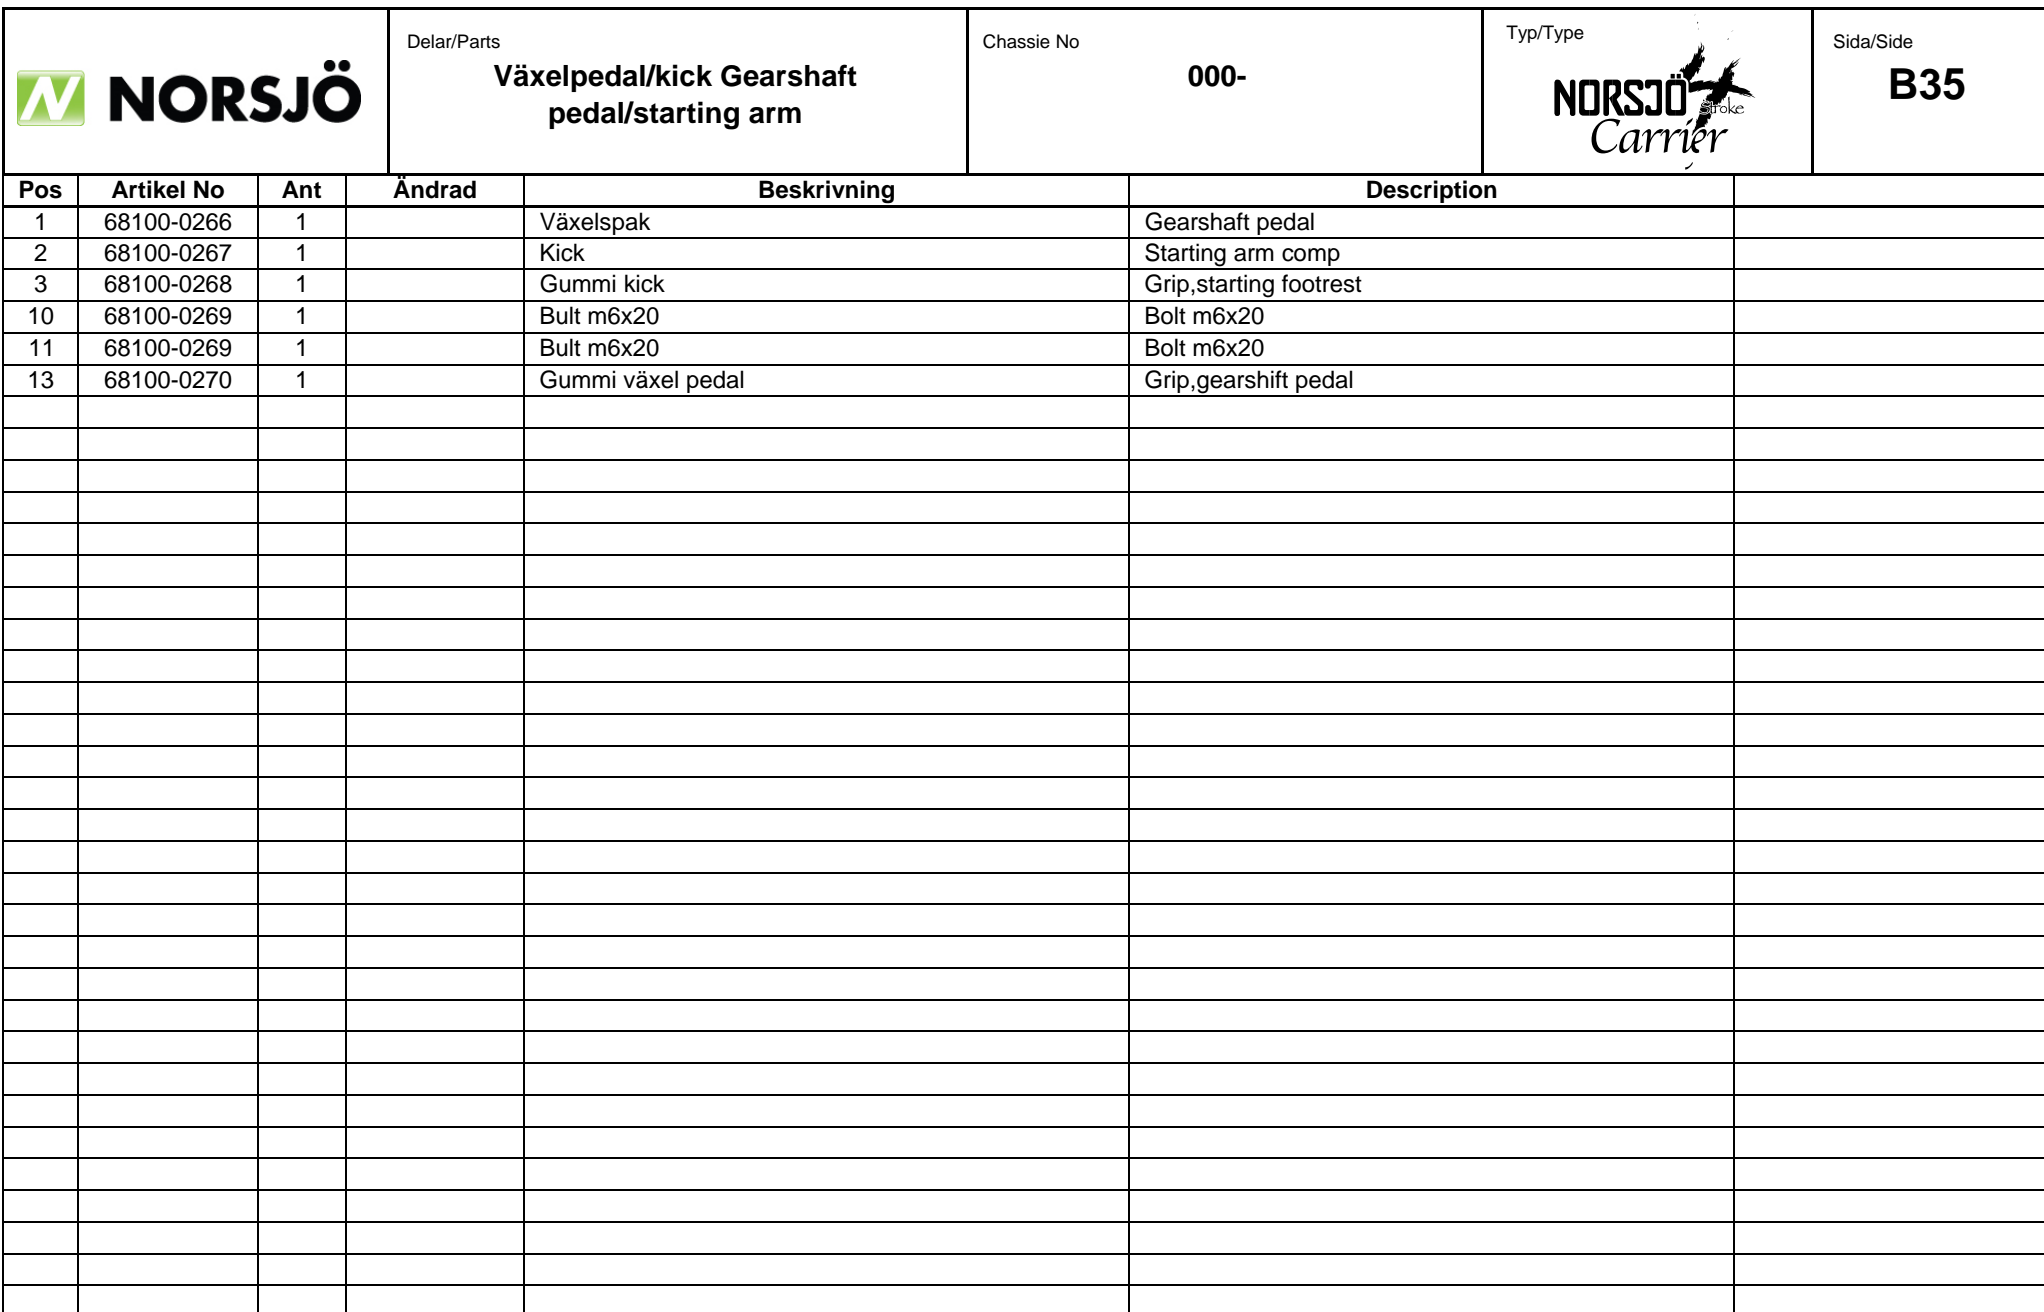 N NORSJÖ
Delar/Parts
Växelpedal/kick Gearshaft
pedal/starting arm
Chassie No
000-
Typ/Type
NORSJÖ
Stroke
Carrier
Sida/Side
B35
Pos Artikel No Ant Ändrad Beskrivning Description
1 68100-0266 1 Växelspak Gearshaft pedal
2 68100-0267 1 Kick Starting arm comp
3 68100-0268 1 Gummi kick Grip,starting footrest
10 68100-0269 1 Bult m6x20 Bolt m6x20
11 68100-0269 1 Bult m6x20 Bolt m6x20
13 68100-0270 1 Gummi växel pedal Grip,gearshift pedal